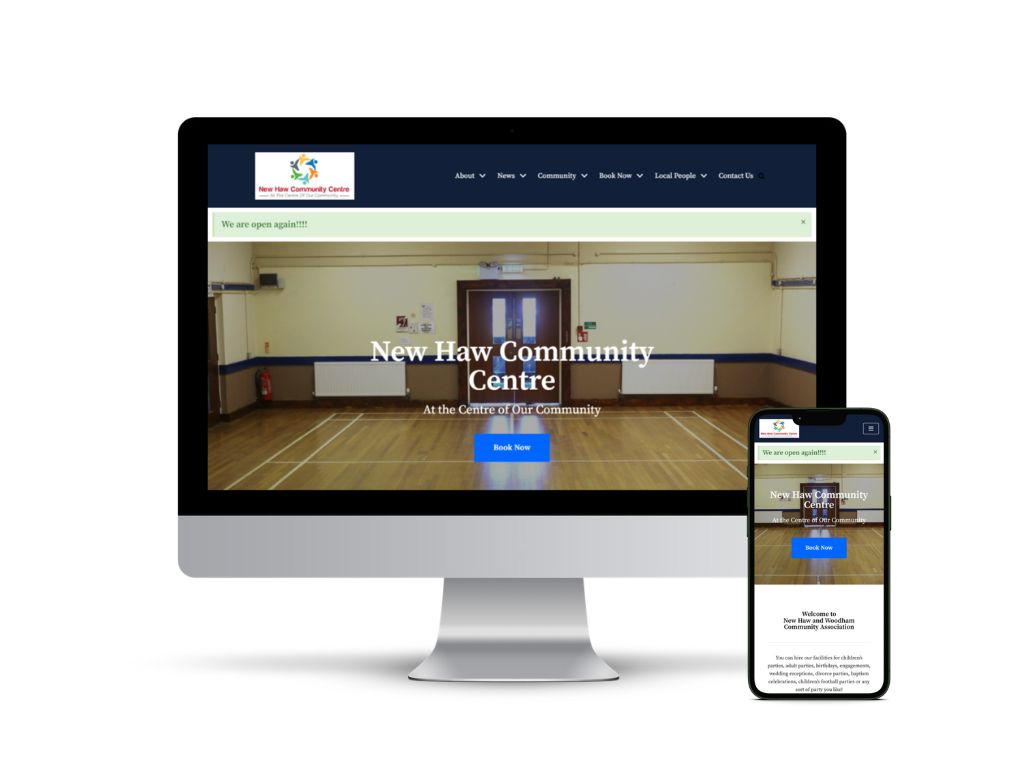 New Haw Community Centre
At The Centre Of Our Community
About
News
Community
Book Now
Local People
Contact Us
We are open again!!!!
×
New Haw Community
Centre
At the Centre of Our Community
Book Now
New Haw Community Centre
We are open again!!!!
×
New Haw Community
Centre
At the Centre of Our Community
Book Now
Welcome to
New Haw and Woodham
Community Association
You can hire our facilities for children's
parties, adult parties, birthdays, engagements,
wedding receptions, divorce parties, baptism
celebrations, children's football parties or any
sort of party you like!